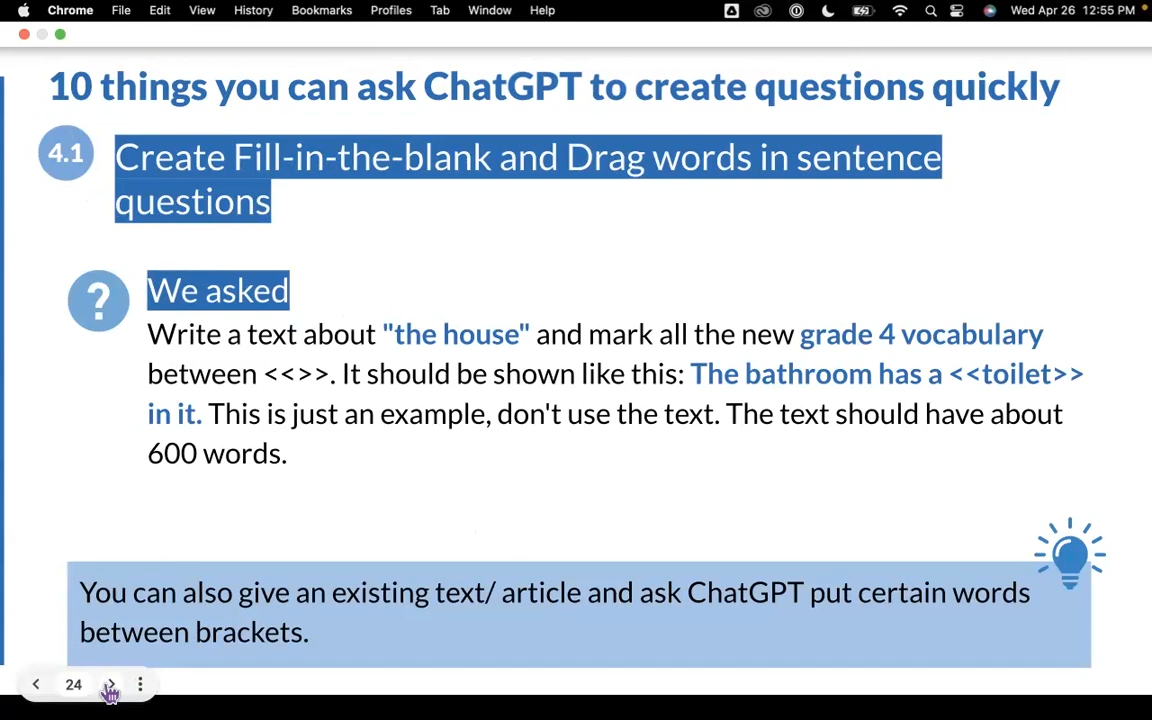 Chrome File Edit View History Bookmarks Profiles Tab Window Help Wed Apr 26 12:55 PM
10 things you can ask ChatGPT to create questions quickly
4.1 Create Fill-in-the-blank and Drag words in sentence
questions
? We asked
Write a text about "the house" and mark all the new grade 4 vocabulary
between <<>>. It should be shown like this: The bathroom has a <<toilet>>
in it. This is just an example, don't use the text. The text should have about
600 words.
You can also give an existing text/ article and ask ChatGPT put certain words
between brackets.
24